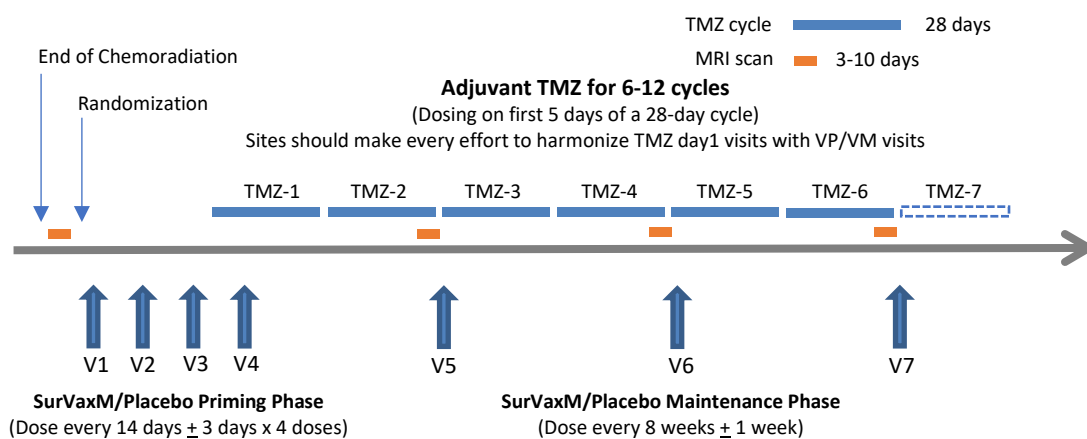 TMZ cycle 28 days
MRI scan 3-10 days
End of Chemoradiation
Randomization
Adjuvant TMZ for 6-12 cycles
(Dosing on first 5 days of a 28-day cycle)
Sites should make every effort to harmonize TMZ day1 visits with VP/VM visits
TMZ-1 TMZ-2 TMZ-3 TMZ-4 TMZ-5 TMZ-6 TMZ-7
V1 V2 V3 V4 V5 V6 V7
SurVaxM/Placebo Priming Phase
(Dose every 14 days ± 3 days x 4 doses)
SurVaxM/Placebo Maintenance Phase
(Dose every 8 weeks ± 1 week)